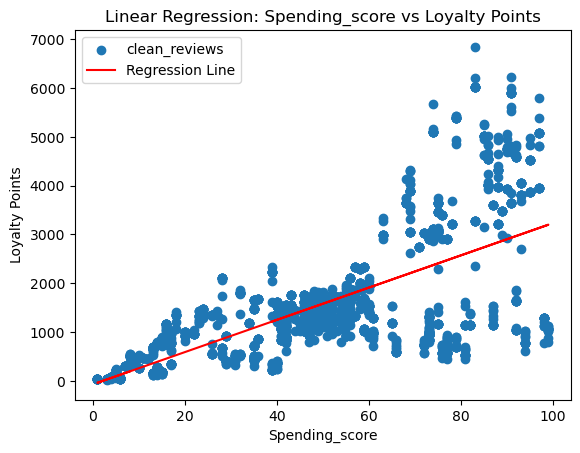 Linear Regression: Spending_score vs Loyalty Points
clean_reviews
Regression Line
7000
6000
5000
4000
3000
2000
1000
0
Loyalty Points
0 20 40 60 80 100
Spending_score